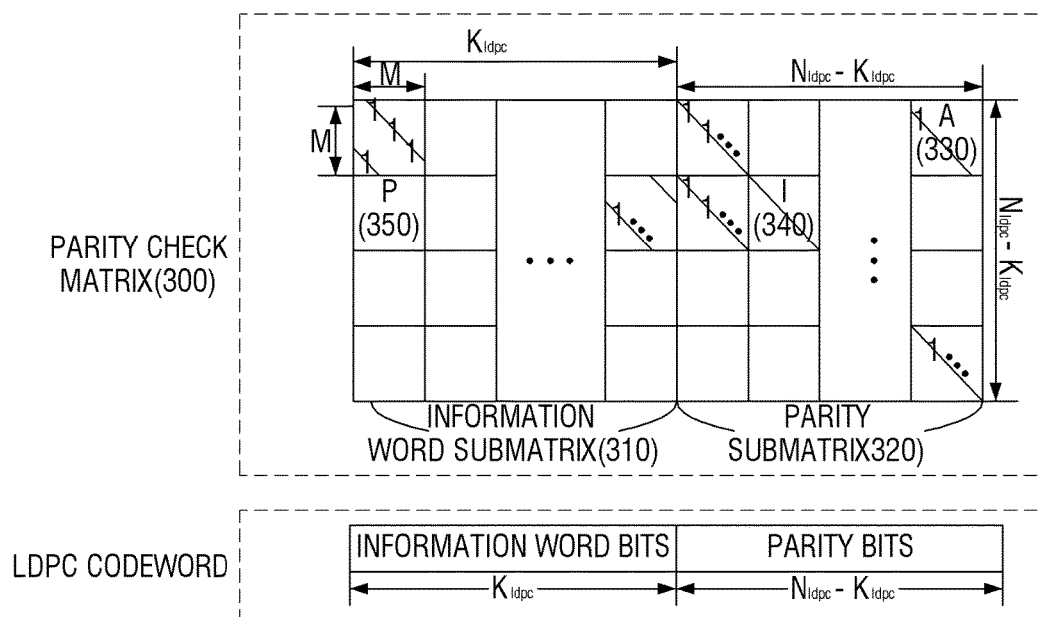 Kldpc
M
Nldpc - Kldpc
M
1
1
1
1
P
(350)
1
1
A
(330)
1
1
1
1
I
(340)
Nldpc - Kldpc
PARITY CHECK
MATRIX(300)
1
INFORMATION
WORD SUBMATRIX(310)
PARITY
SUBMATRIX320)
LDPC CODEWORD
INFORMATION WORD BITS
PARITY BITS
Kldpc
Nldpc - Kldpc